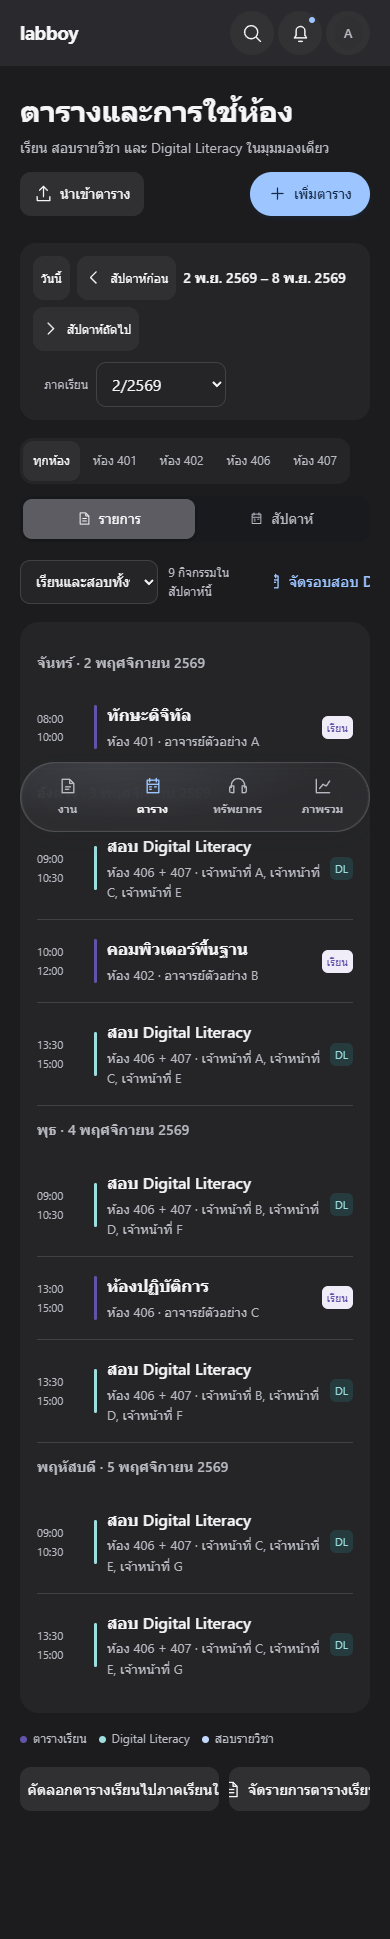 labboy
A
ตารางและการใช้ห้อง
เรียน สอบรายวิชา และ Digital Literacy ในมุมมองเดียว
นำเข้าตาราง
เพิ่มตาราง
วันนี้
สัปดาห์ก่อน
2 พ.ย. 2569 – 8 พ.ย. 2569
สัปดาห์ถัดไป
ภาคเรียน
2/2569
ทุกห้อง
ห้อง 401
ห้อง 402
ห้อง 406
ห้อง 407
รายการ
สัปดาห์
เรียนและสอบทั้ง
9 กิจกรรมใน
สัปดาห์นี้
จัดรอบสอบ D
จันทร์ · 2 พฤศจิกายน 2569
08:00
10:00
ทักษะดิจิทัล
ห้อง 401 · อาจารย์ตัวอย่าง A
เรียน
งาน
ตาราง
ทรัพยากร
ภาพรวม
09:00
10:30
สอบ Digital Literacy
ห้อง 406 + 407 · เจ้าหน้าที่ A, เจ้าหน้าที่
C, เจ้าหน้าที่ E
DL
10:00
12:00
คอมพิวเตอร์พื้นฐาน
ห้อง 402 · อาจารย์ตัวอย่าง B
เรียน
13:30
15:00
สอบ Digital Literacy
ห้อง 406 + 407 · เจ้าหน้าที่ A, เจ้าหน้าที่
C, เจ้าหน้าที่ E
DL
พุธ · 4 พฤศจิกายน 2569
09:00
10:30
สอบ Digital Literacy
ห้อง 406 + 407 · เจ้าหน้าที่ B, เจ้าหน้าที่
D, เจ้าหน้าที่ F
DL
13:00
15:00
ห้องปฏิบัติการ
ห้อง 406 · อาจารย์ตัวอย่าง C
เรียน
13:30
15:00
สอบ Digital Literacy
ห้อง 406 + 407 · เจ้าหน้าที่ B, เจ้าหน้าที่
D, เจ้าหน้าที่ F
DL
พฤหัสบดี · 5 พฤศจิกายน 2569
09:00
10:30
สอบ Digital Literacy
ห้อง 406 + 407 · เจ้าหน้าที่ C, เจ้าหน้าที่
E, เจ้าหน้าที่ G
DL
13:30
15:00
สอบ Digital Literacy
ห้อง 406 + 407 · เจ้าหน้าที่ C, เจ้าหน้าที่
E, เจ้าหน้าที่ G
DL
ตารางเรียน
Digital Literacy
สอบรายวิชา
คัดลอกตารางเรียนไปภาคเรียนใ
จัดรายการตารางเรีย